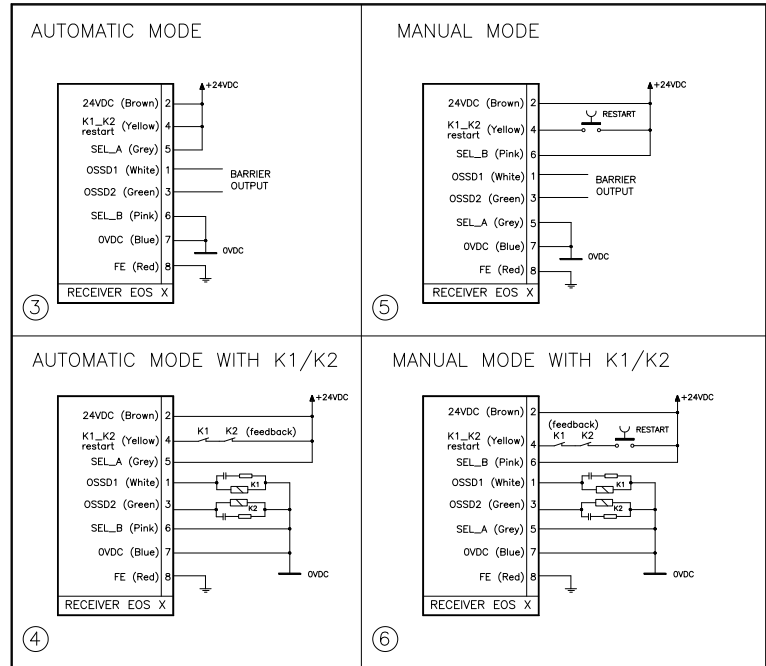 AUTOMATIC MODE
+24VDC
24VDC (Brown) 2
K1_K2 restart (Yellow) 4
SEL_A (Grey) 5
OSSD1 (White) 1
OSSD2 (Green) 3
BARRIER OUTPUT
SEL_B (Pink) 6
0VDC (Blue) 7
0VDC
FE (Red) 8
RECEIVER EOS X
3
MANUAL MODE
+24VDC
24VDC (Brown) 2
RESTART
K1_K2 restart (Yellow) 4
SEL_B (Pink) 6
OSSD1 (White) 1
OSSD2 (Green) 3
BARRIER OUTPUT
SEL_A (Grey) 5
0VDC (Blue) 7
0VDC
FE (Red) 8
RECEIVER EOS X
5
AUTOMATIC MODE WITH K1/K2
+24VDC
24VDC (Brown) 2
K1_K2 restart (Yellow) 4
K1 K2 (feedback)
SEL_A (Grey) 5
OSSD1 (White) 1
K1
OSSD2 (Green) 3
K2
SEL_B (Pink) 6
0VDC (Blue) 7
FE (Red) 8
0VDC
RECEIVER EOS X
4
MANUAL MODE WITH K1/K2
+24VDC
24VDC (Brown) 2
(feedback)
K1 K2
RESTART
K1_K2 restart (Yellow) 4
SEL_B (Pink) 6
OSSD1 (White) 1
K1
OSSD2 (Green) 3
K2
SEL_A (Grey) 5
0VDC (Blue) 7
FE (Red) 8
0VDC
RECEIVER EOS X
6